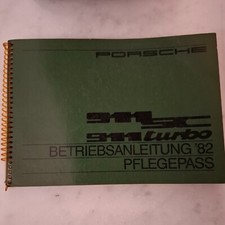 PORSCHE
911 SC
911 turbo
BETRIEBSANLEITUNG '82
PFLEGEPASS